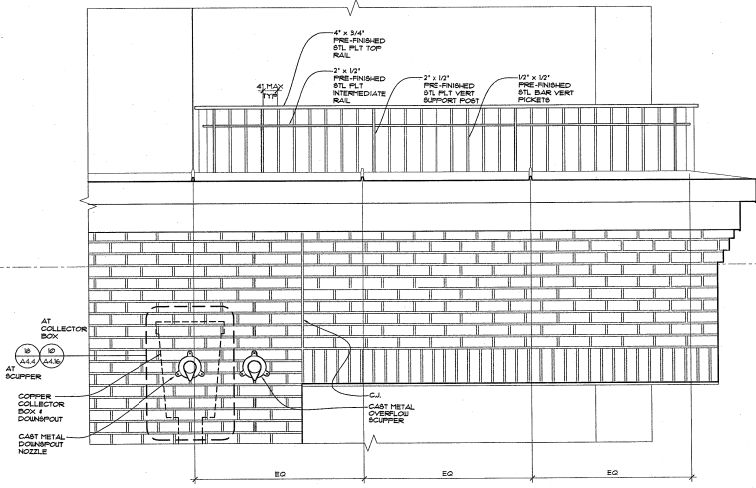 4" x 3/4"
PRE-FINISHED
STL PLT TOP
RAIL
2" x 1/2"
PRE-FINISHED
STL PLT
INTERMEDIATE
RAIL
2" x 1/2"
PRE-FINISHED
STL PLT VERT
SUPPORT POST
1/2" x 1/2"
PRE-FINISHED
STL BAR VERT
PICKETS
4" MAX
TYP
AT
COLLECTOR
BOX
A4.4
A4.16
AT
SCUPPER
COPPER
COLLECTOR
BOX &
DOWNSPOUT
CAST METAL
DOWNSPOUT
NOZZLE
C.J.
CAST METAL
OVERFLOW
SCUPPER
EQ
EQ
EQ